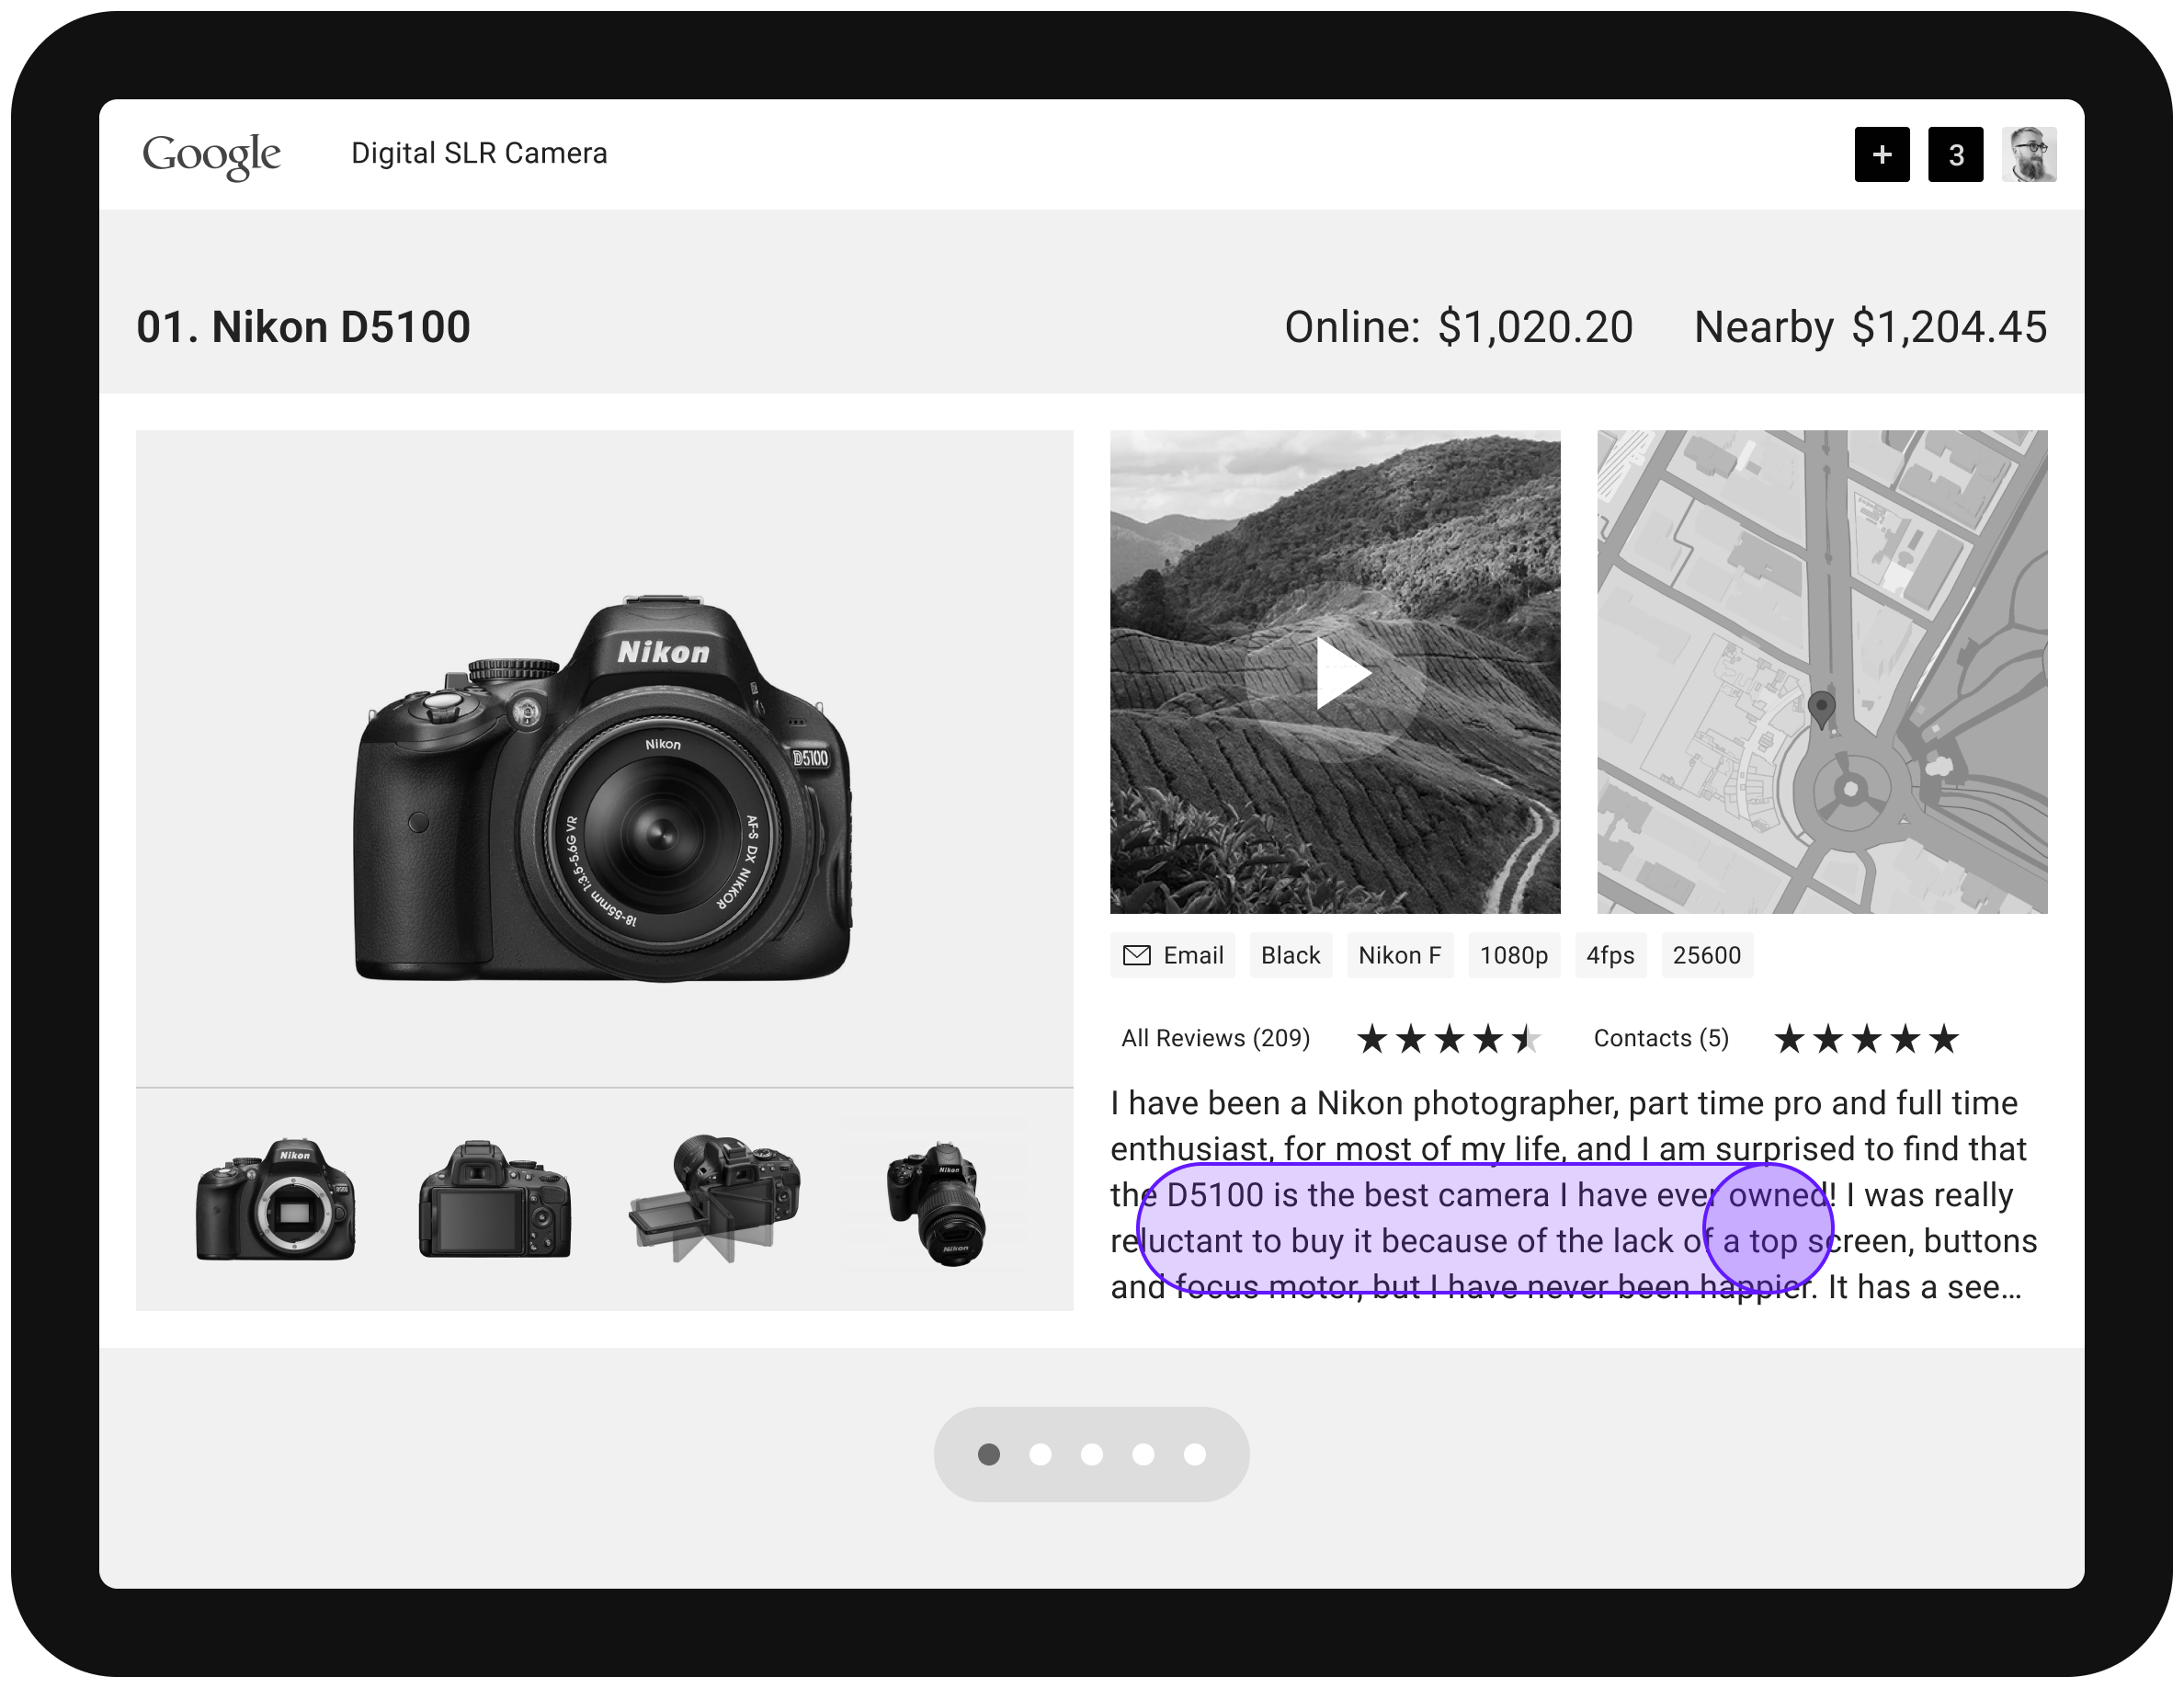 Google
Digital SLR Camera
+
3
01. Nikon D5100
Online: $1,020.20
Nearby $1,204.45
Nikon
D5100
Nikon
AF-S DX NIKKOR
18-55mm 1:3.5-5.6G VR
Email
Black
Nikon F
1080p
4fps
25600
All Reviews (209)
Contacts (5)
I have been a Nikon photographer, part time pro and full time
enthusiast, for most of my life, and I am surprised to find that
the D5100 is the best camera I have ever owned! I was really
reluctant to buy it because of the lack of a top screen, buttons
and focus motor, but I have never been happier. It has a see…
Nikon
Nikon
Nikon